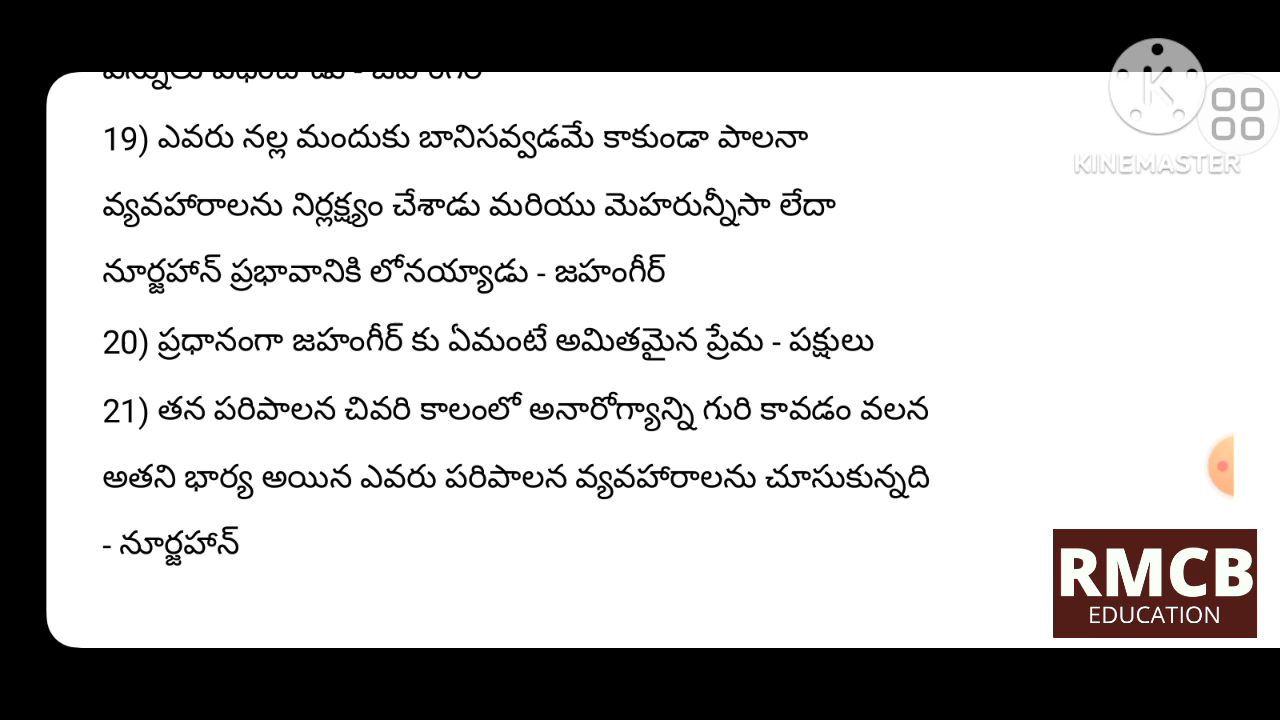 19) ఎవరు నల్ల మందుకు బానిసవ్వడమే కాకుండా పాలనా
వ్యవహారాలను నిర్లక్ష్యం చేశాడు మరియు మెహరున్నీసా లేదా
నూర్జహాన్ ప్రభావానికి లోనయ్యాడు - జహంగీర్
20) ప్రధానంగా జహంగీర్ కు ఏమంటే అమితమైన ప్రేమ - పక్షులు
21) తన పరిపాలన చివరి కాలంలో అనారోగ్యాన్ని గురి కావడం వలన
అతని భార్య అయిన ఎవరు పరిపాలన వ్యవహారాలను చూసుకున్నది
- నూర్జహాన్
KINEMASTER
RMCB
EDUCATION